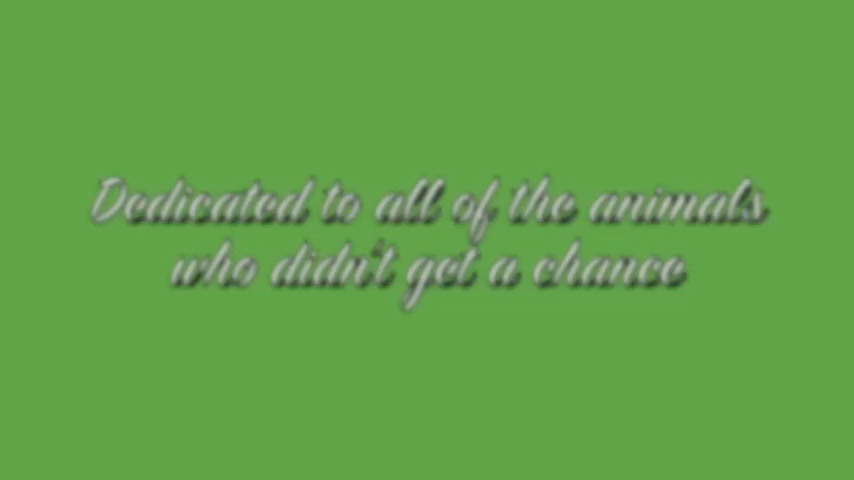 Dedicated to all of the animals
who didn't get a chance